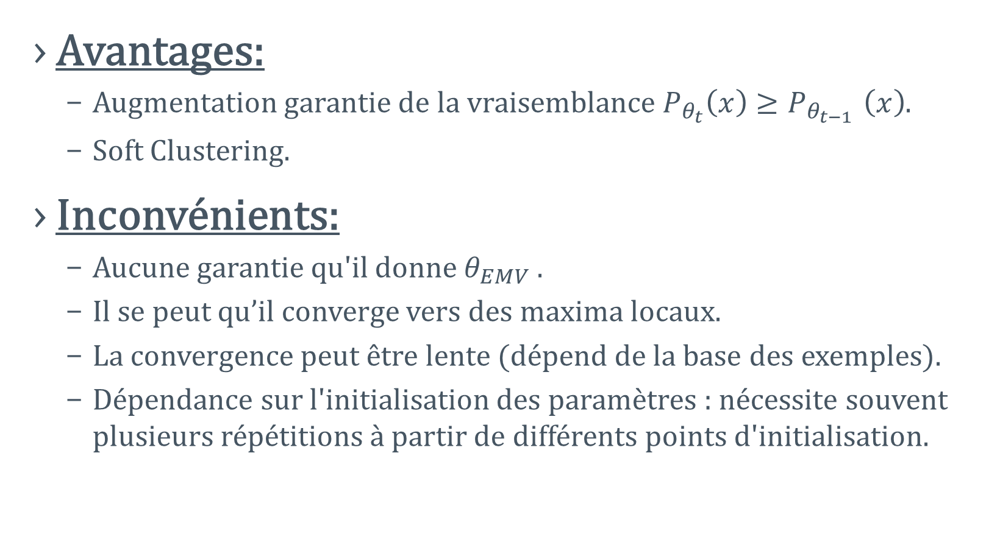 › Avantages:
– Augmentation garantie de la vraisemblance $P_{\theta_t}(x) \geq P_{\theta_{t-1}}(x)$.
– Soft Clustering.
› Inconvénients:
– Aucune garantie qu'il donne $\theta_{EMV}$ .
– Il se peut qu’il converge vers des maxima locaux.
– La convergence peut être lente (dépend de la base des exemples).
– Dépendance sur l'initialisation des paramètres : nécessite souvent
plusieurs répétitions à partir de différents points d'initialisation.